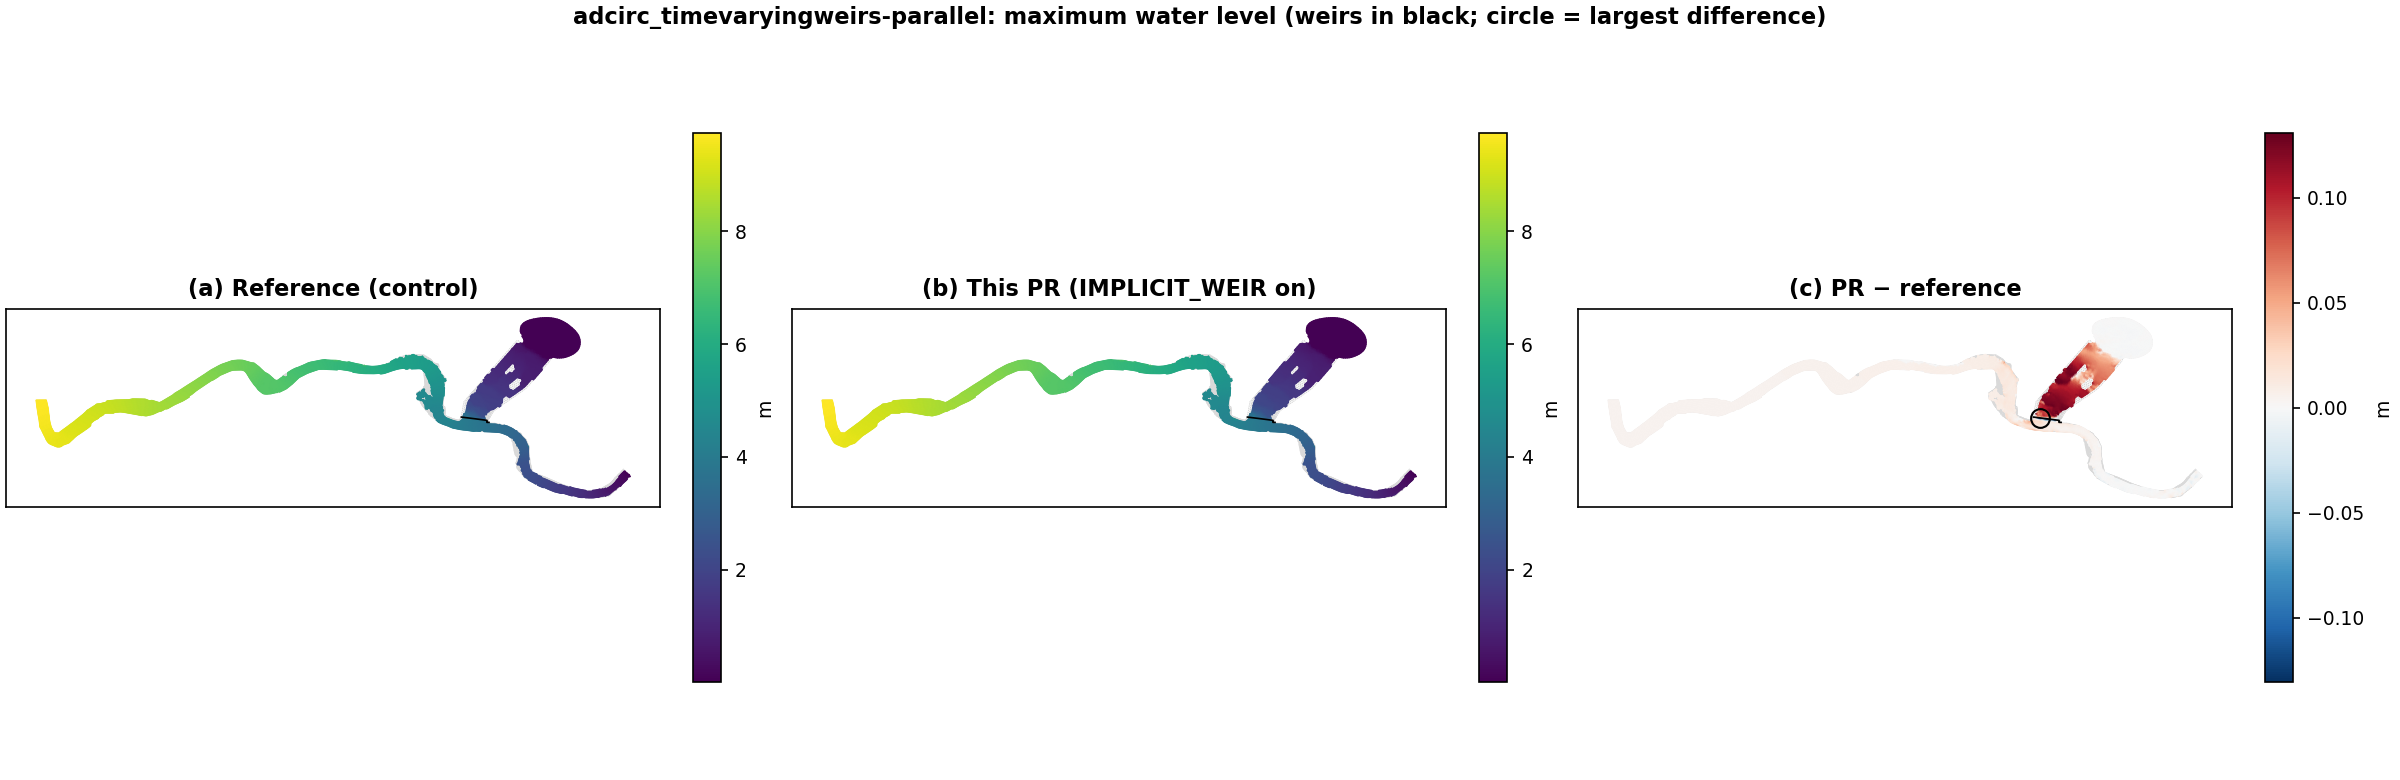 adcirc_timevaryingweirs-parallel: maximum water level (weirs in black; circle = largest difference)
(a) Reference (control)
8
6
4
2
m
(b) This PR (IMPLICIT_WEIR on)
8
6
4
2
m
(c) PR − reference
0.10
0.05
0.00
−0.05
−0.10
m